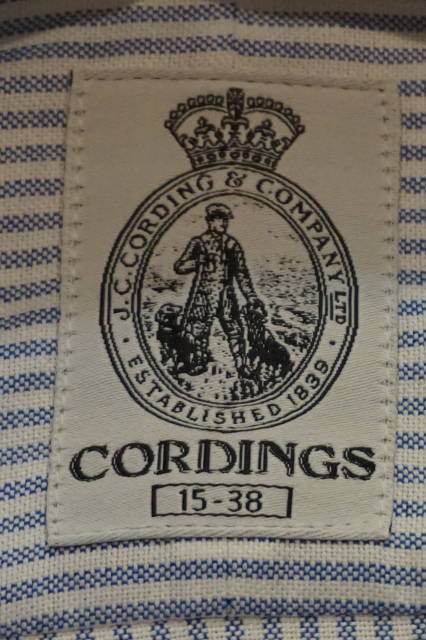 J.C. CORDING & COMPANY LTD
· ESTABLISHED 1839 ·
CORDINGS
15-38